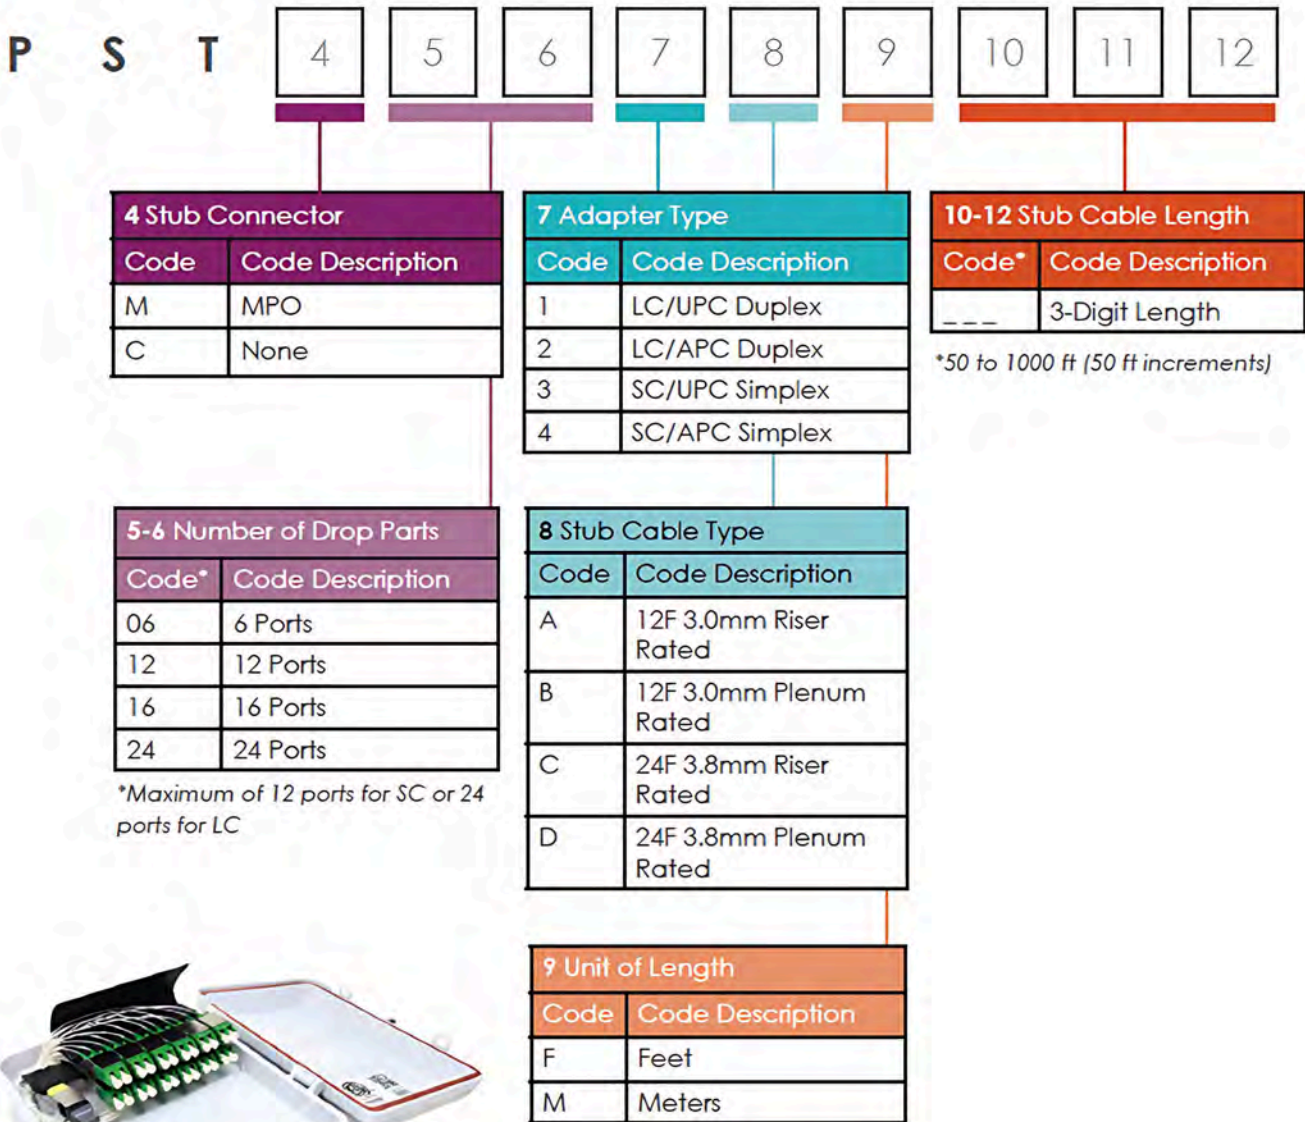 P S T 4 5 6 7 8 9 10 11 12
4 Stub Connector
Code Code Description
M MPO
C None
7 Adapter Type
Code Code Description
1 LC/UPC Duplex
2 LC/APC Duplex
3 SC/UPC Simplex
4 SC/APC Simplex
10-12 Stub Cable Length
Code* Code Description
_ _ _ 3-Digit Length
*50 to 1000 ft (50 ft increments)
5-6 Number of Drop Parts
Code* Code Description
06 6 Ports
12 12 Ports
16 16 Ports
24 24 Ports
*Maximum of 12 ports for SC or 24
ports for LC
8 Stub Cable Type
Code Code Description
A 12F 3.0mm Riser
Rated
B 12F 3.0mm Plenum
Rated
C 24F 3.8mm Riser
Rated
D 24F 3.8mm Plenum
Rated
9 Unit of Length
Code Code Description
F Feet
M Meters